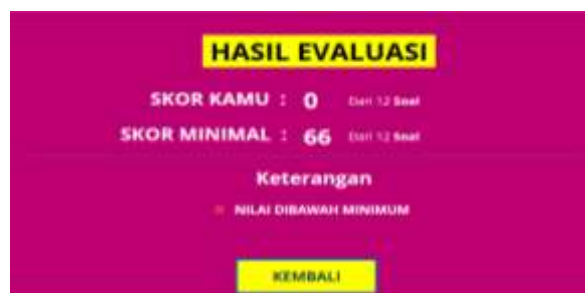 HASIL EVALUASI
SKOR KAMU : 0 Dari 12 Soal
SKOR MINIMAL : 66 Dari 12 Soal
Keterangan
NILAI DIBAWAH MINIMUM
KEMBALI